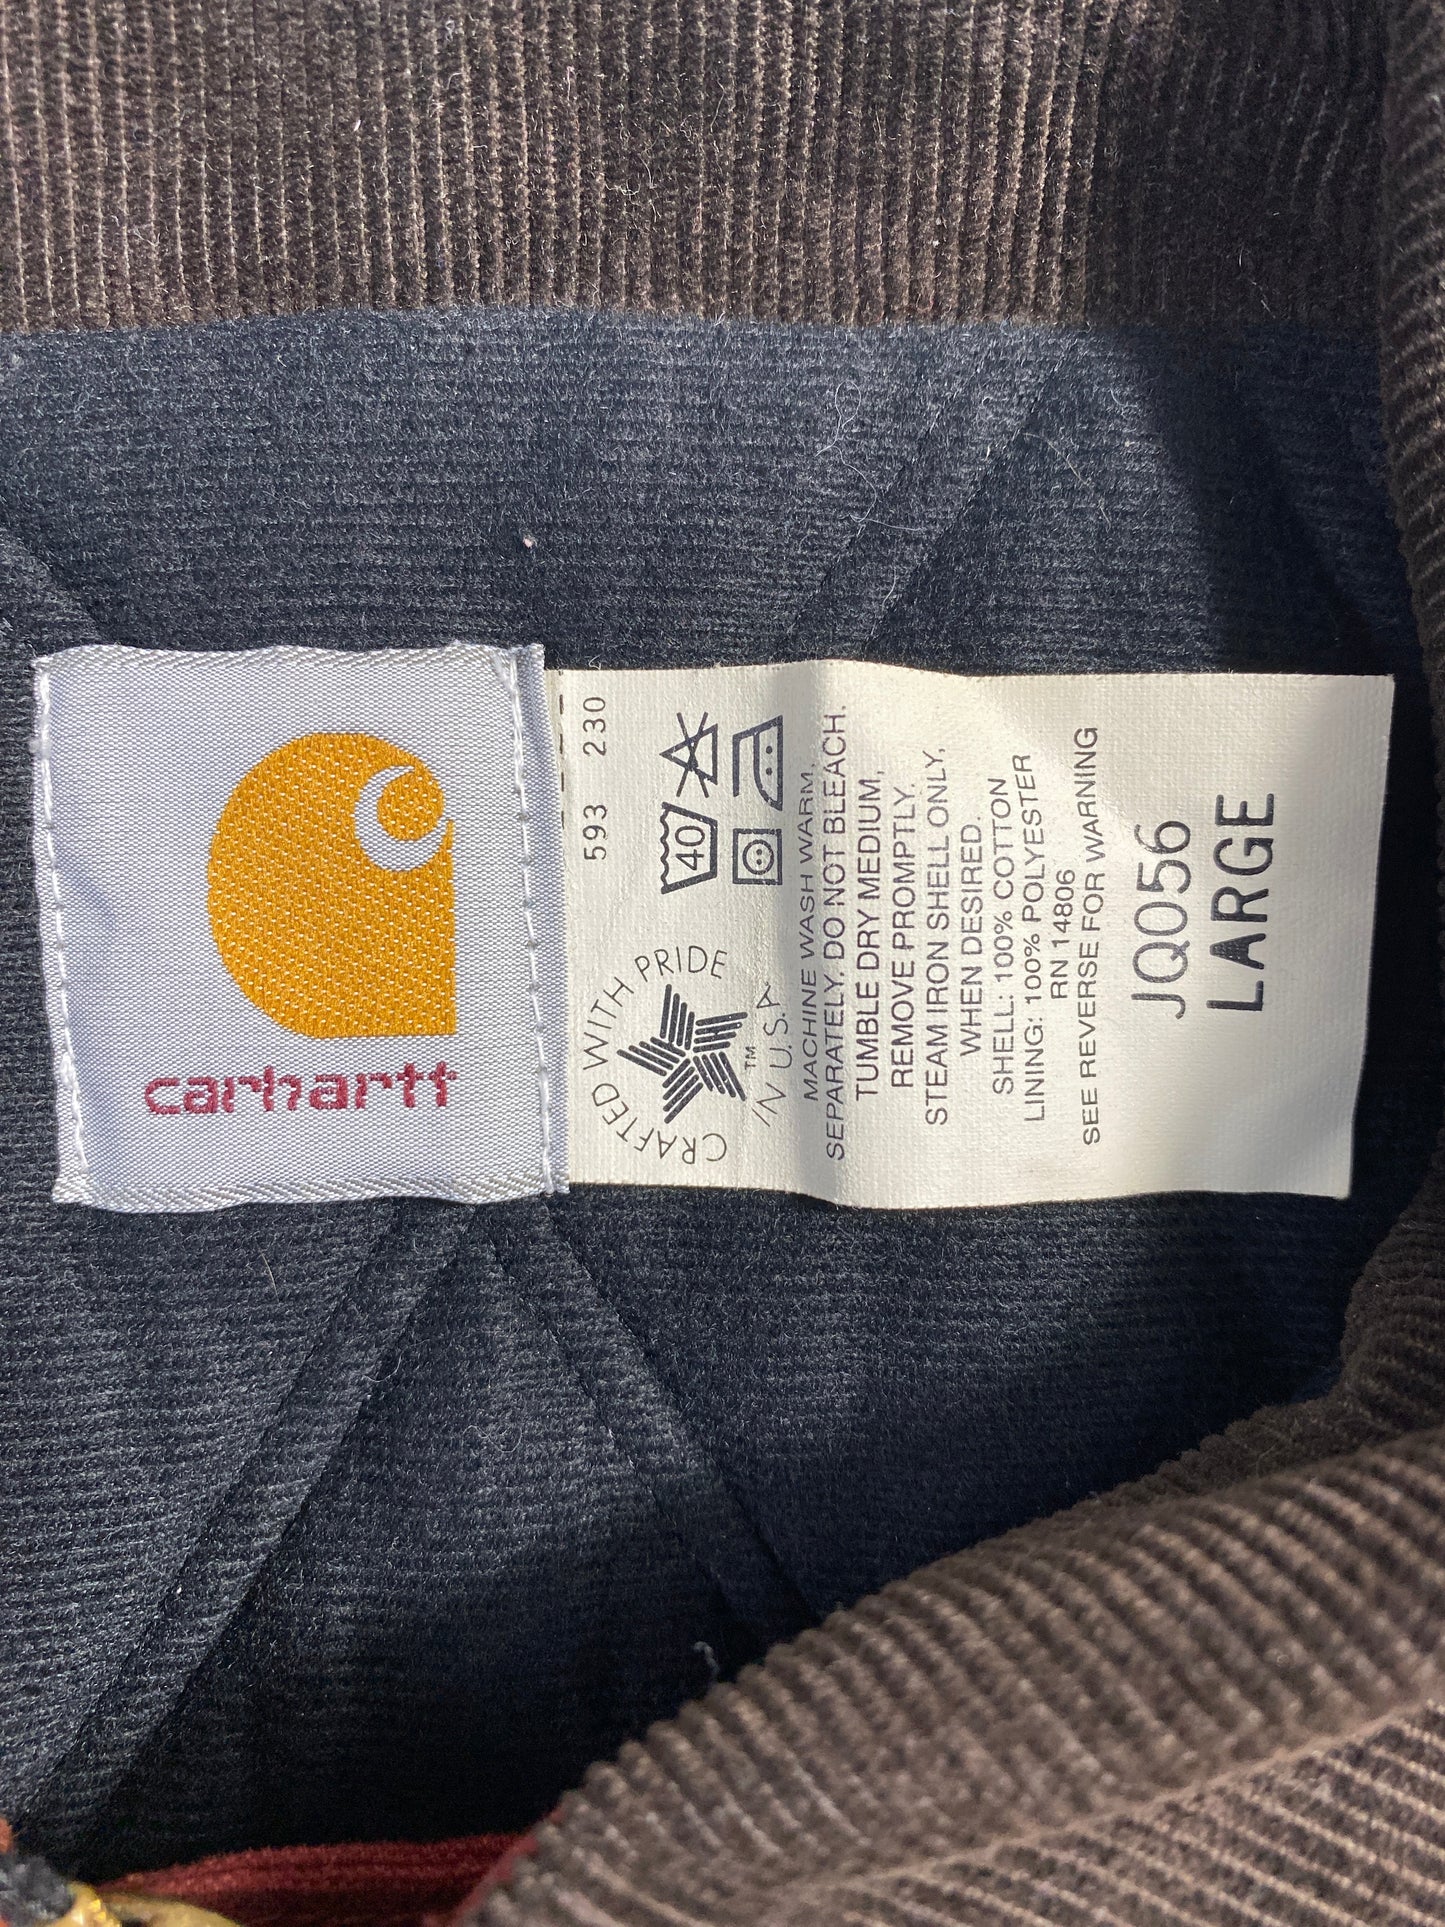 carhartt
593 230
CRAFTED WITH PRIDE
IN U.S.A
™
40
MACHINE WASH WARM,
SEPARATELY. DO NOT BLEACH.
TUMBLE DRY MEDIUM,
REMOVE PROMPTLY.
STEAM IRON SHELL ONLY,
WHEN DESIRED.
SHELL: 100% COTTON
LINING: 100% POLYESTER
RN 14806
SEE REVERSE FOR WARNING
JQ056
LARGE